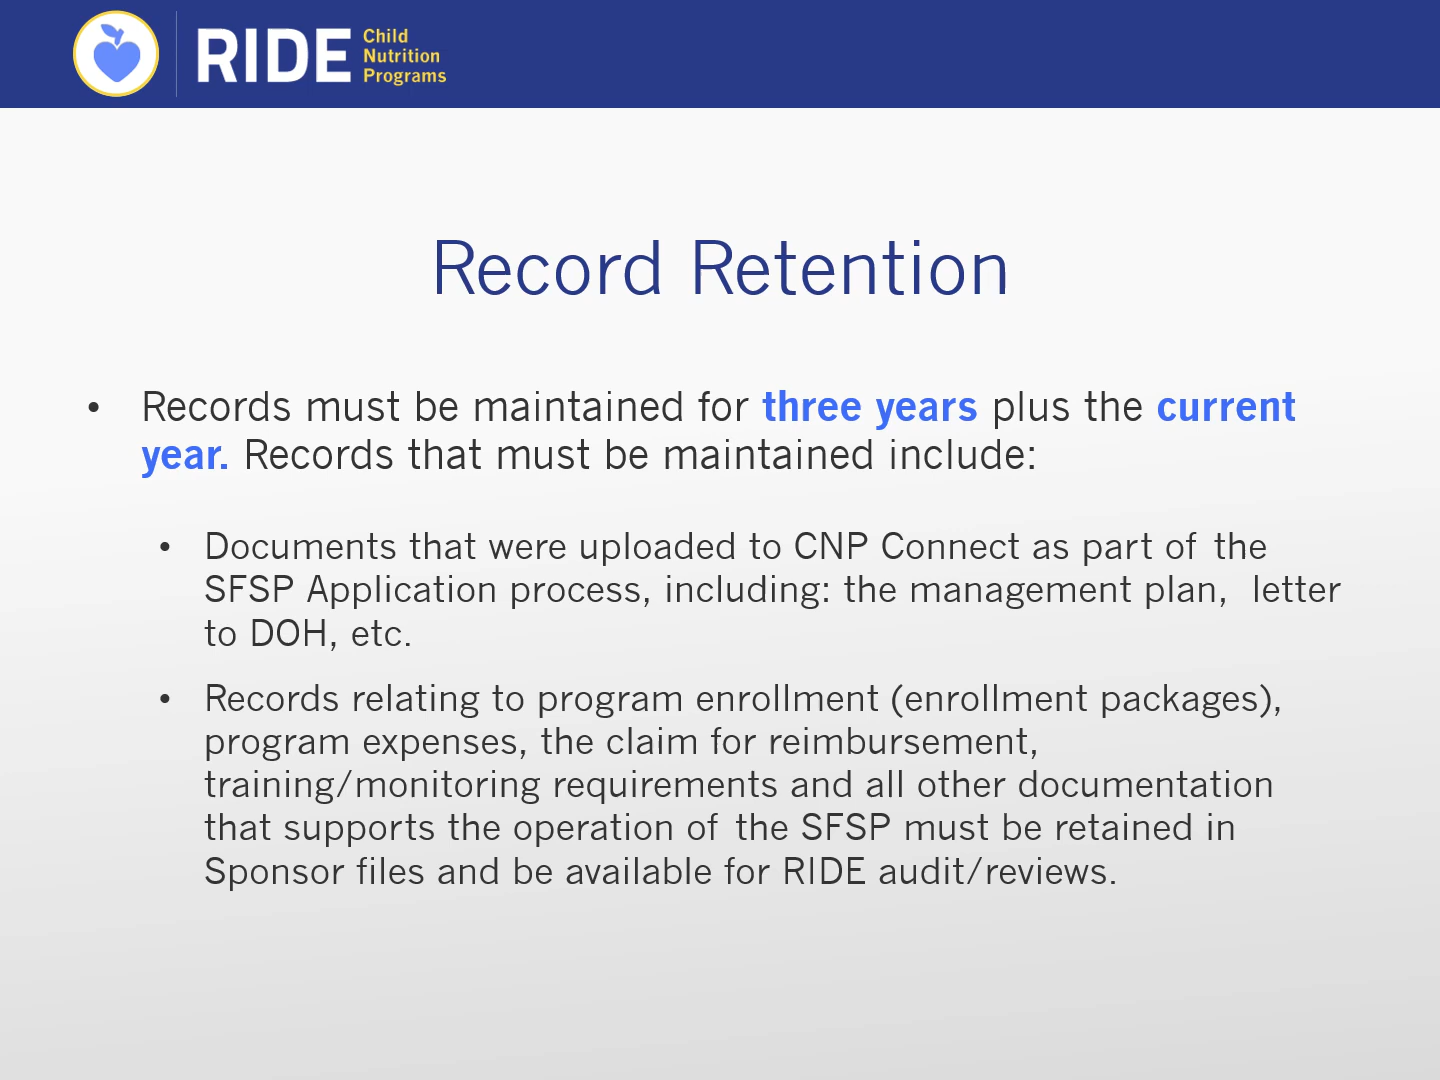 RIDE
Child
Nutrition
Programs
Record Retention
• Records must be maintained for three years plus the current
year. Records that must be maintained include:
• Documents that were uploaded to CNP Connect as part of the
SFSP Application process, including: the management plan, letter
to DOH, etc.
• Records relating to program enrollment (enrollment packages),
program expenses, the claim for reimbursement,
training/monitoring requirements and all other documentation
that supports the operation of the SFSP must be retained in
Sponsor files and be available for RIDE audit/reviews.